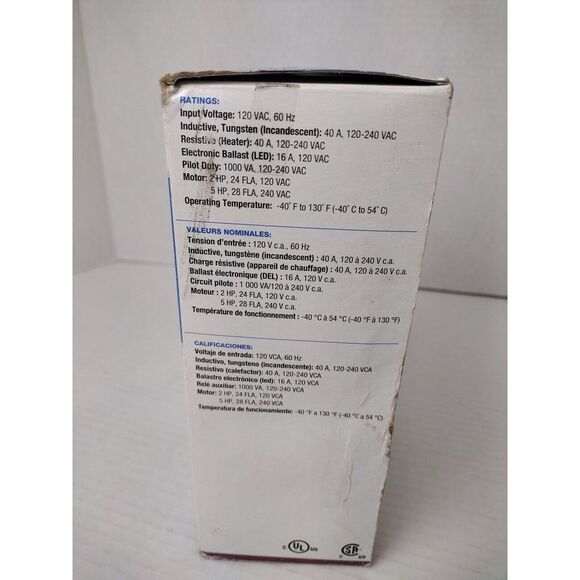 RATINGS:
Input Voltage: 120 VAC, 60 Hz
Inductive, Tungsten (Incandescent): 40 A, 120-240 VAC
Resistive (Heater): 40 A, 120-240 VAC
Electronic Ballast (LED): 16 A, 120 VAC
Pilot Duty: 1000 VA, 120-240 VAC
Motor: 2 HP, 24 FLA, 120 VAC
5 HP, 28 FLA, 240 VAC
Operating Temperature: -40° F to 130° F (-40° C to 54° C)
VALEURS NOMINALES:
Tension d'entrée : 120 V c.a., 60 Hz
Inductive, tungstène (incandescent) : 40 A, 120 à 240 V c.a.
Charge résistive (appareil de chauffage) : 40 A, 120 à 240 V c.a.
Ballast électronique (DEL) : 16 A, 120 V c.a.
Circuit pilote : 1 000 VA/120 à 240 V c.a.
Moteur : 2 HP, 24 FLA, 120 V c.a.
5 HP, 28 FLA, 240 V c.a.
Température de fonctionnement : -40 °C à 54 °C (-40 °F à 130 °F)
CALIFICACIONES:
Voltaje de entrada: 120 VCA, 60 Hz
Inductivo, tungsteno (incandescente): 40 A, 120-240 VCA
Resistivo (calefactor): 40 A, 120-240 VCA
Balastro electrónico (led): 16 A, 120 VCA
Relé auxiliar: 1000 VA, 120-240 VCA
Motor: 2 HP, 24 FLA, 120 VCA
5 HP, 28 FLA, 240 VCA
Temperatura de funcionamiento: -40 °F a 130 °F (-40 °C a 54 °C)
C UL US
C SA US